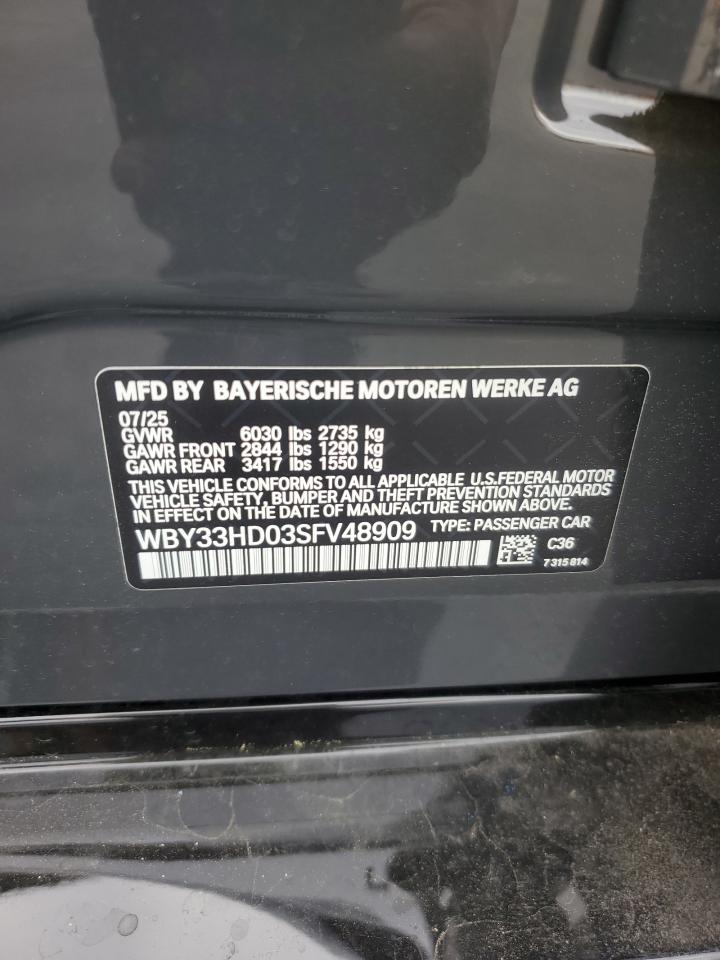 MFD BY BAYERISCHE MOTOREN WERKE AG
07/25
GVWR 6030 lbs 2735 kg
GAWR FRONT 2844 lbs 1290 kg
GAWR REAR 3417 lbs 1550 kg
THIS VEHICLE CONFORMS TO ALL APPLICABLE U.S.FEDERAL MOTOR
VEHICLE SAFETY, BUMPER AND THEFT PREVENTION STANDARDS
IN EFFECT ON THE DATE OF MANUFACTURE SHOWN ABOVE.
WBY33HD03SFV48909 TYPE: PASSENGER CAR
C36
7315814